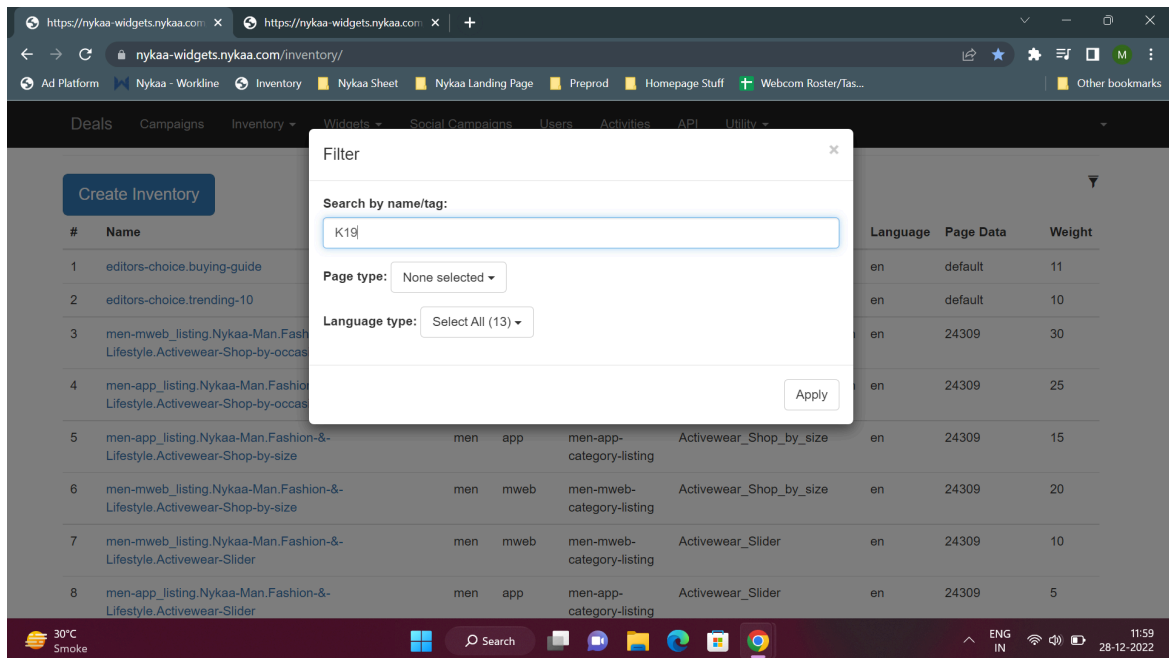 https://nykaa-widgets.nykaa.com
https://nykaa-widgets.nykaa.com
nykaa-widgets.nykaa.com/inventory/
M
Ad Platform Nykaa - Workline Inventory Nykaa Sheet Nykaa Landing Page Preprod Homepage Stuff Webcom Roster/Tas... Other bookmarks
Deals Campaigns Inventory Widgets Social Campaigns Users Activities API Utility
Filter ×
Create Inventory
Search by name/tag:
K19
Page type: None selected
Language type: Select All (13)
Apply
# Name Language Page Data Weight
1 editors-choice.buying-guide en default 11
2 editors-choice.trending-10 en default 10
3 men-mweb_listing.Nykaa-Man.Fash en 24309 30
Lifestyle.Activewear-Shop-by-occas
4 men-app_listing.Nykaa-Man.Fashion en 24309 25
Lifestyle.Activewear-Shop-by-occas
5 men-app_listing.Nykaa-Man.Fashion-&- men app men-app- Activewear_Shop_by_size en 24309 15
Lifestyle.Activewear-Shop-by-size category-listing
6 men-mweb_listing.Nykaa-Man.Fashion-&- men mweb men-mweb- Activewear_Shop_by_size en 24309 20
Lifestyle.Activewear-Shop-by-size category-listing
7 men-mweb_listing.Nykaa-Man.Fashion-&- men mweb men-mweb- Activewear_Slider en 24309 10
Lifestyle.Activewear-Slider category-listing
8 men-app_listing.Nykaa-Man.Fashion-&- men app men-app- Activewear_Slider en 24309 5
Lifestyle.Activewear-Slider category-listing
30°C
Smoke
Search
ENG
IN
11:59
28-12-2022